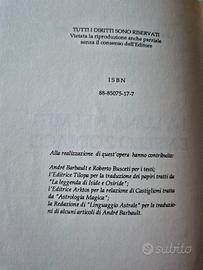 TUTTI I DIRITTI SONO RISERVATI
Vietata la riproduzione anche parziale
senza il consenso dell'Editore
ISBN
88-85075-17-7
Alla realizzazione di quest'opera hanno contribuito:
André Barbault e Roberto Busceti per i testi;
l'Editrice Tilopa per la traduzione dei papiri tratti da
"La leggenda di Iside e Osiride";
l'Editrice Arktos per la relazione di Castiglioni tratta
da "Astrologia Magica";
la Redazione di "Linguaggio Astrale" per la traduzio-
ni di alcuni articoli di André Barbault.
subito